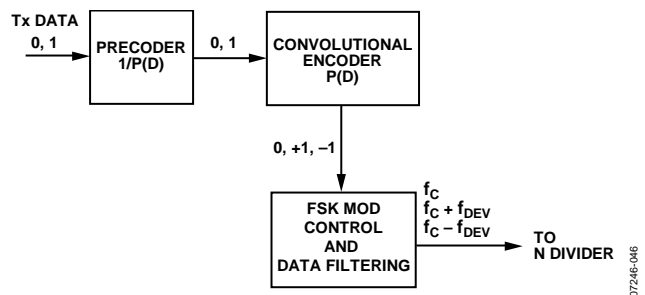 Tx DATA
0, 1
PRECODER
1/P(D)
0, 1
CONVOLUTIONAL
ENCODER
P(D)
0, +1, –1
FSK MOD
CONTROL
AND
DATA FILTERING
fC
fC + fDEV
fC – fDEV
TO
N DIVIDER
07246-046